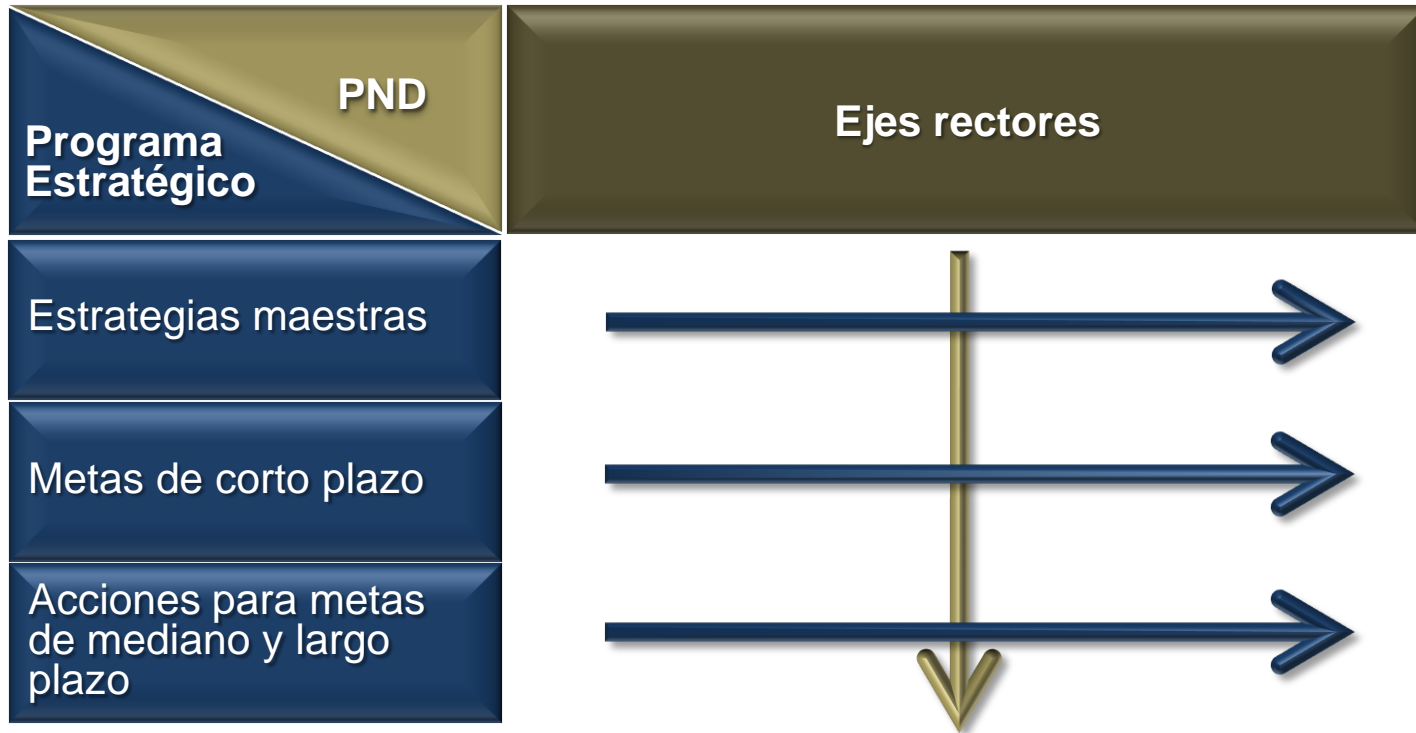 PND
Programa
Estratégico
Ejes rectores
Estrategias maestras
Metas de corto plazo
Acciones para metas
de mediano y largo
plazo